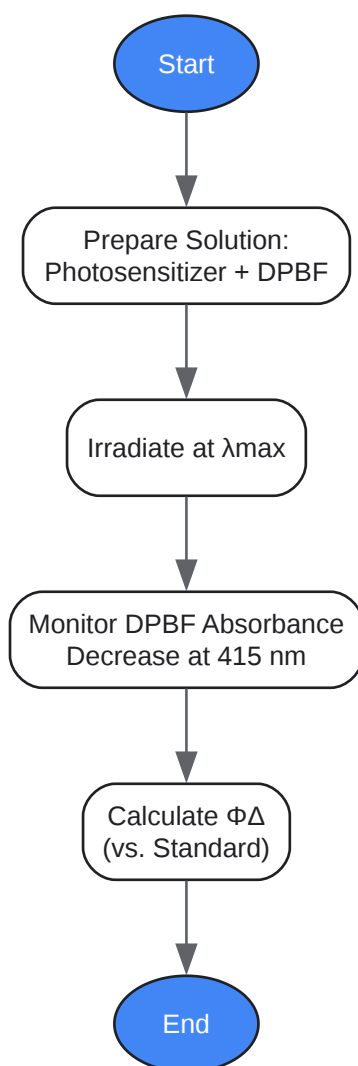 Start
Prepare Solution:
Photosensitizer + DPBF
Irradiate at λmax
Monitor DPBF Absorbance
Decrease at 415 nm
Calculate ΦΔ
(vs. Standard)
End